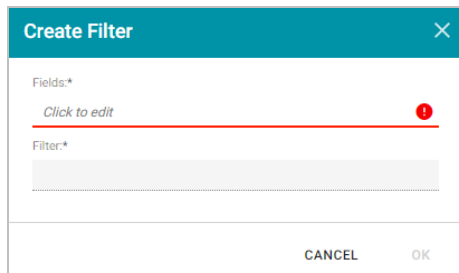 Create Filter
Fields:*
Click to edit
Filter:*
CANCEL
OK